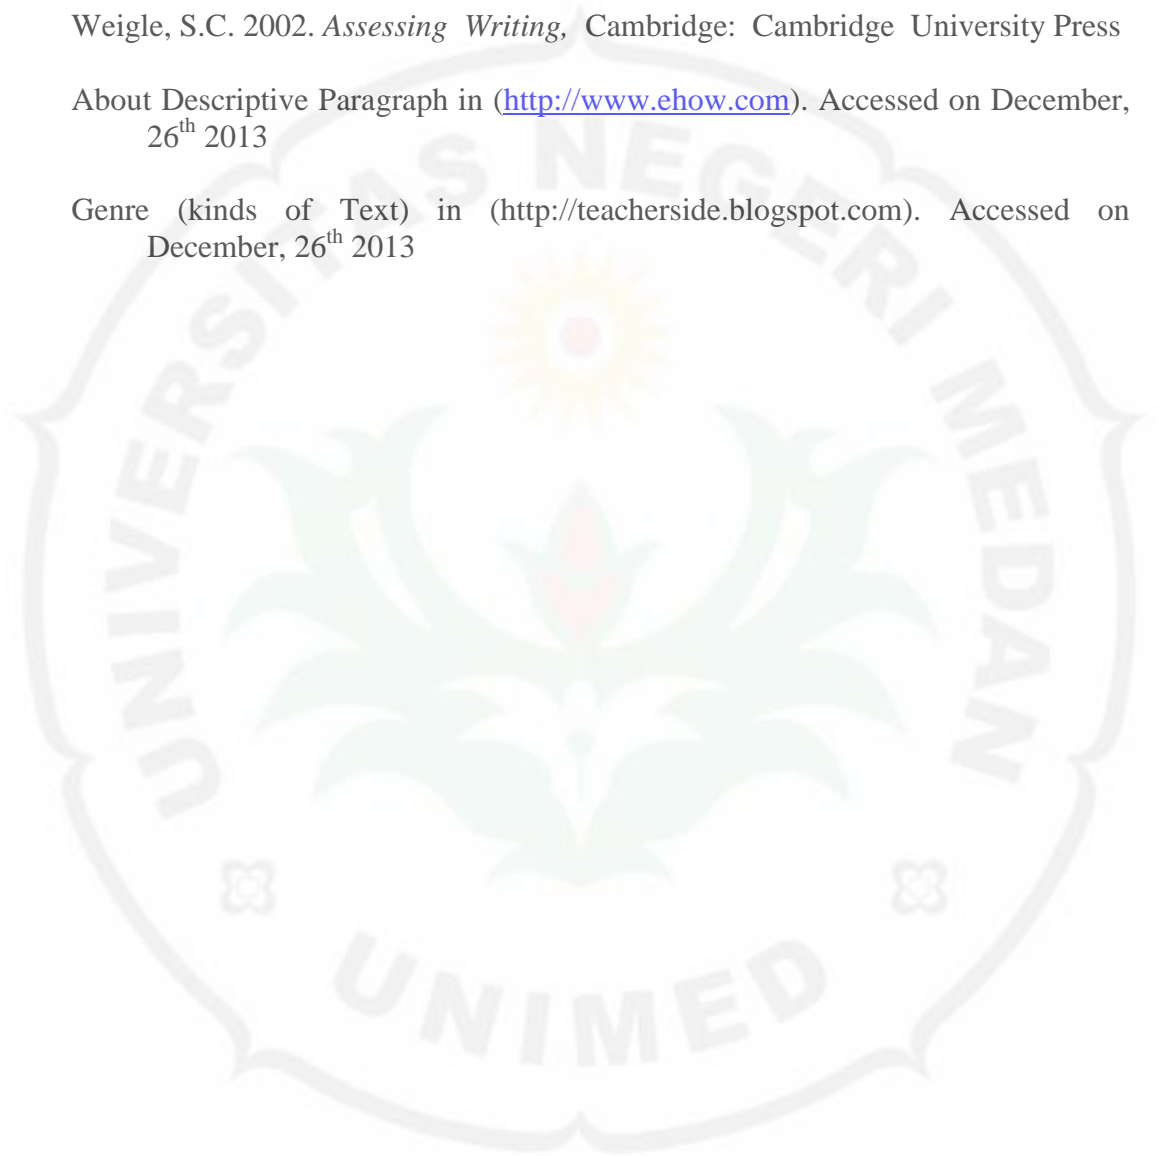 Weigle, S.C. 2002. Assessing Writing, Cambridge: Cambridge University Press
About Descriptive Paragraph in (http://www.ehow.com). Accessed on December,
26th 2013
Genre (kinds of Text) in (http://teacherside.blogspot.com). Accessed on
December, 26th 2013
UNIVERSITAS NEGERI MEDAN
UNIMED